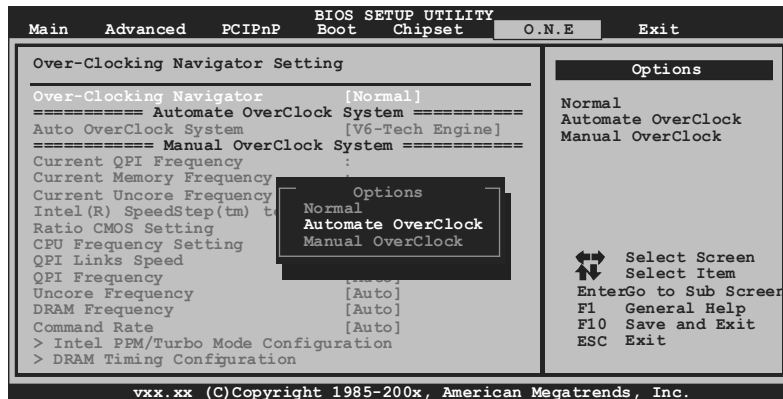 BIOS SETUP UTILITY
Main Advanced PCIPnP Boot Chipset O.N.E Exit
Over-Clocking Navigator Setting
Over-Clocking Navigator [Normal]
=========== Automate OverClock System ===========
Auto OverClock System [V6-Tech Engine]
============ Manual OverClock System ============
Current QPI Frequency :
Current Memory Frequency :
Current Uncore Frequency
Intel(R) SpeedStep(tm) t
Ratio CMOS Setting
CPU Frequency Setting
QPI Links Speed
QPI Frequency [Auto]
Uncore Frequency [Auto]
DRAM Frequency [Auto]
Command Rate [Auto]
> Intel PPM/Turbo Mode Configuration
> DRAM Timing Configuration
Options
Normal
Automate OverClock
Manual OverClock
Options
Normal
Automate OverClock
Manual OverClock
Select Screen
Select Item
EnterGo to Sub Screen
F1 General Help
F10 Save and Exit
ESC Exit
vxx.xx (C)Copyright 1985-200x, American Megatrends, Inc.